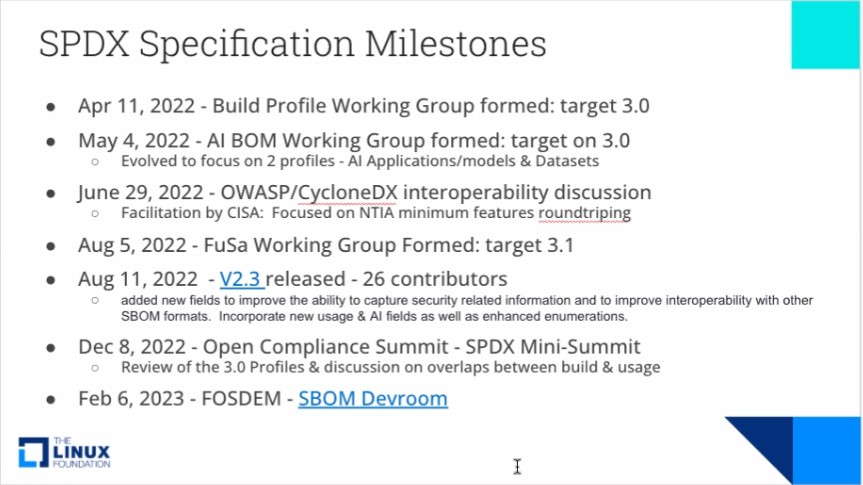 SPDX Specification Milestones
● Apr 11, 2022 - Build Profile Working Group formed: target 3.0
● May 4, 2022 - AI BOM Working Group formed: target on 3.0
○ Evolved to focus on 2 profiles - AI Applications/models & Datasets
● June 29, 2022 - OWASP/CycloneDX interoperability discussion
○ Facilitation by CISA:  Focused on NTIA minimum features roundtriping
● Aug 5, 2022 - FuSa Working Group Formed: target 3.1
● Aug 11, 2022  - V2.3 released - 26 contributors
○ added new fields to improve the ability to capture security related information and to improve interoperability with other
SBOM formats.  Incorporate new usage & AI fields as well as enhanced enumerations.
● Dec 8, 2022 - Open Compliance Summit - SPDX Mini-Summit
○ Review of the 3.0 Profiles & discussion on overlaps between build & usage
● Feb 6, 2023 - FOSDEM - SBOM Devroom
THE
LINUX
FOUNDATION